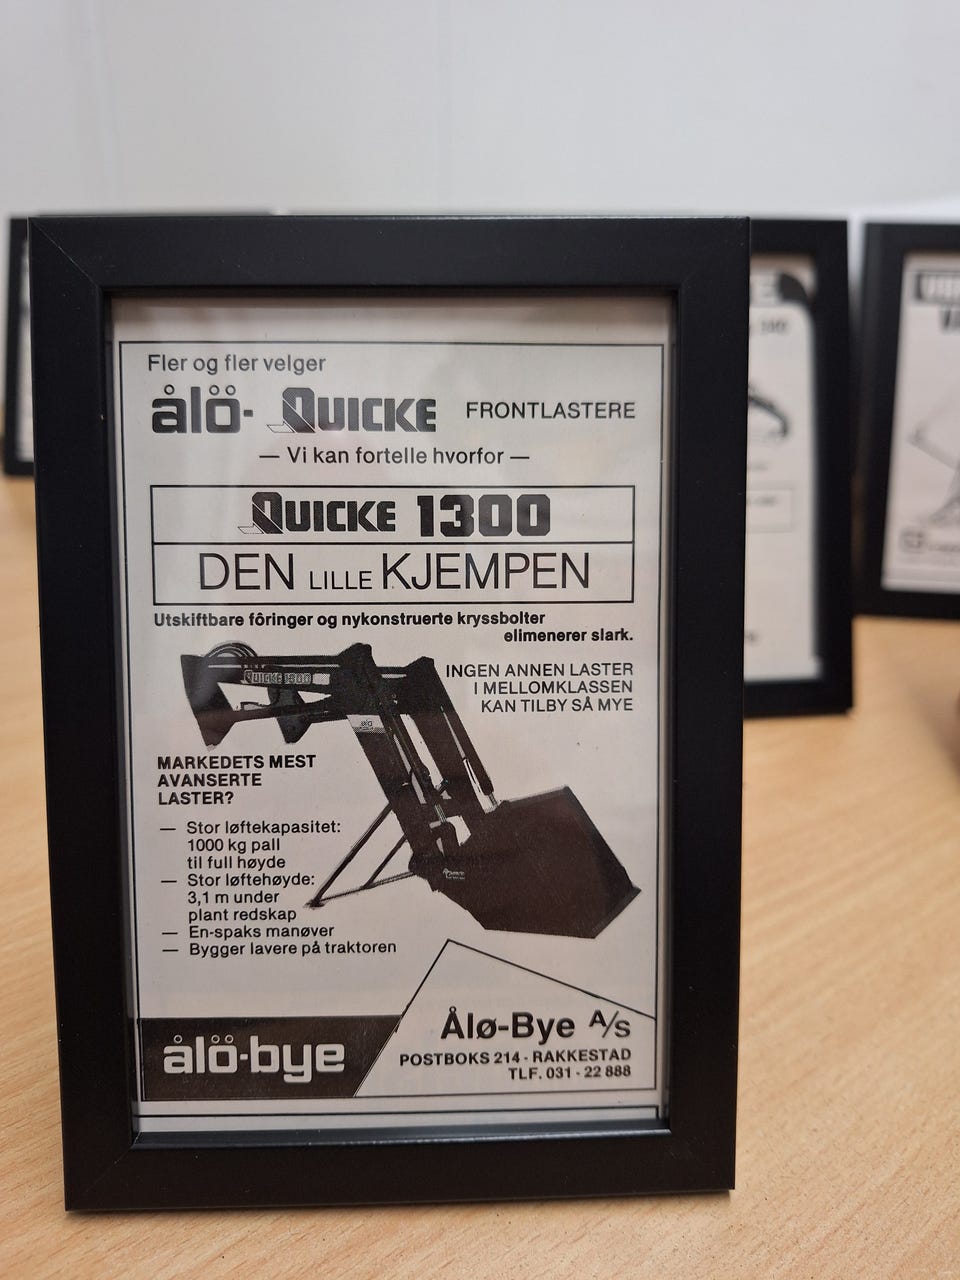 Fler og fler velger
ålö- QUICKE FRONTLASTERE
— Vi kan fortelle hvorfor —
QUICKE 1300
DEN LILLE KJEMPEN
Utskiftbare fôringer og nykonstruerte kryssbolter
elimenerer slark.
INGEN ANNEN LASTER
I MELLOMKLASSEN
KAN TILBY SÅ MYE
QUICKE 1300
ålö
MARKEDETS MEST
AVANSERTE
LASTER?
— Stor løftekapasitet:
1000 kg pall
til full høyde
— Stor løftehøyde:
3,1 m under
plant redskap
— En-spaks manøver
— Bygger lavere på traktoren
ålö-bye
Ålø-Bye A/s
POSTBOKS 214 - RAKKESTAD
TLF. 031 - 22 888